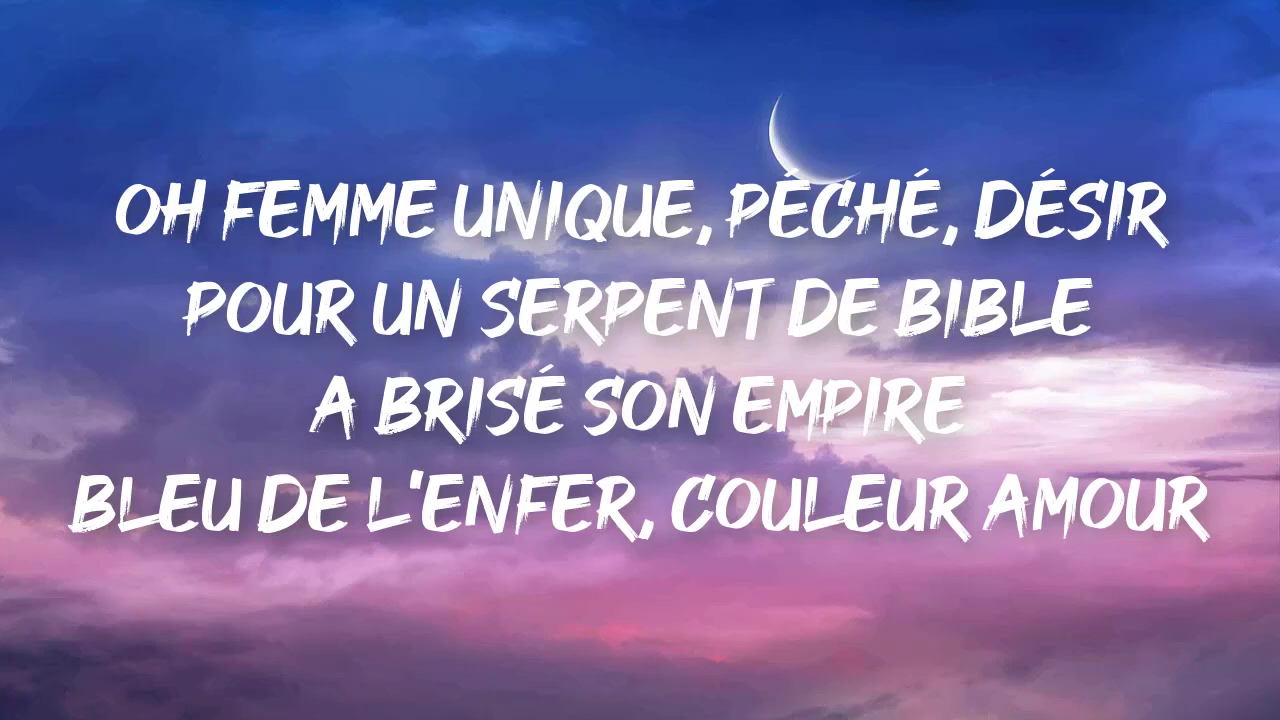 OH FEMME UNIQUE, PÉCHÉ, DÉSIR
POUR UN SERPENT DE BIBLE
A BRISÉ SON EMPIRE
BLEU DE L'ENFER, COULEUR AMOUR